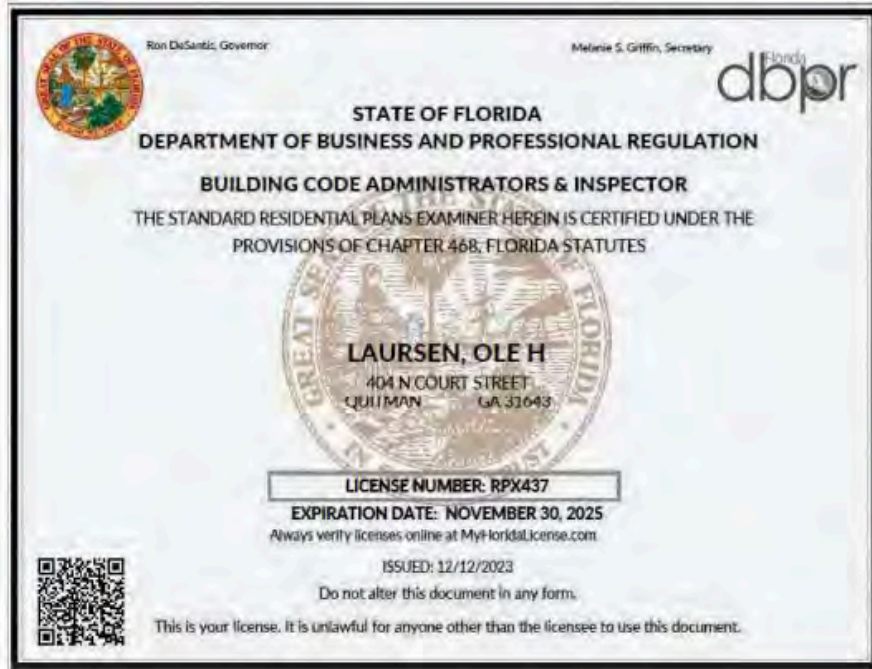 Ron DeSantis, Governor
Melanie S. Griffin, Secretary
Florida
dbpr
STATE OF FLORIDA
DEPARTMENT OF BUSINESS AND PROFESSIONAL REGULATION
BUILDING CODE ADMINISTRATORS & INSPECTOR
THE STANDARD RESIDENTIAL PLANS EXAMINER HEREIN IS CERTIFIED UNDER THE
PROVISIONS OF CHAPTER 468, FLORIDA STATUTES
LAURSEN, OLE H
404 N COURT STREET
QUITMAN GA 31643
LICENSE NUMBER: RPX437
EXPIRATION DATE: NOVEMBER 30, 2025
Always verify licenses online at MyFloridaLicense.com
ISSUED: 12/12/2023
Do not alter this document in any form.
This is your license. It is unlawful for anyone other than the licensee to use this document.